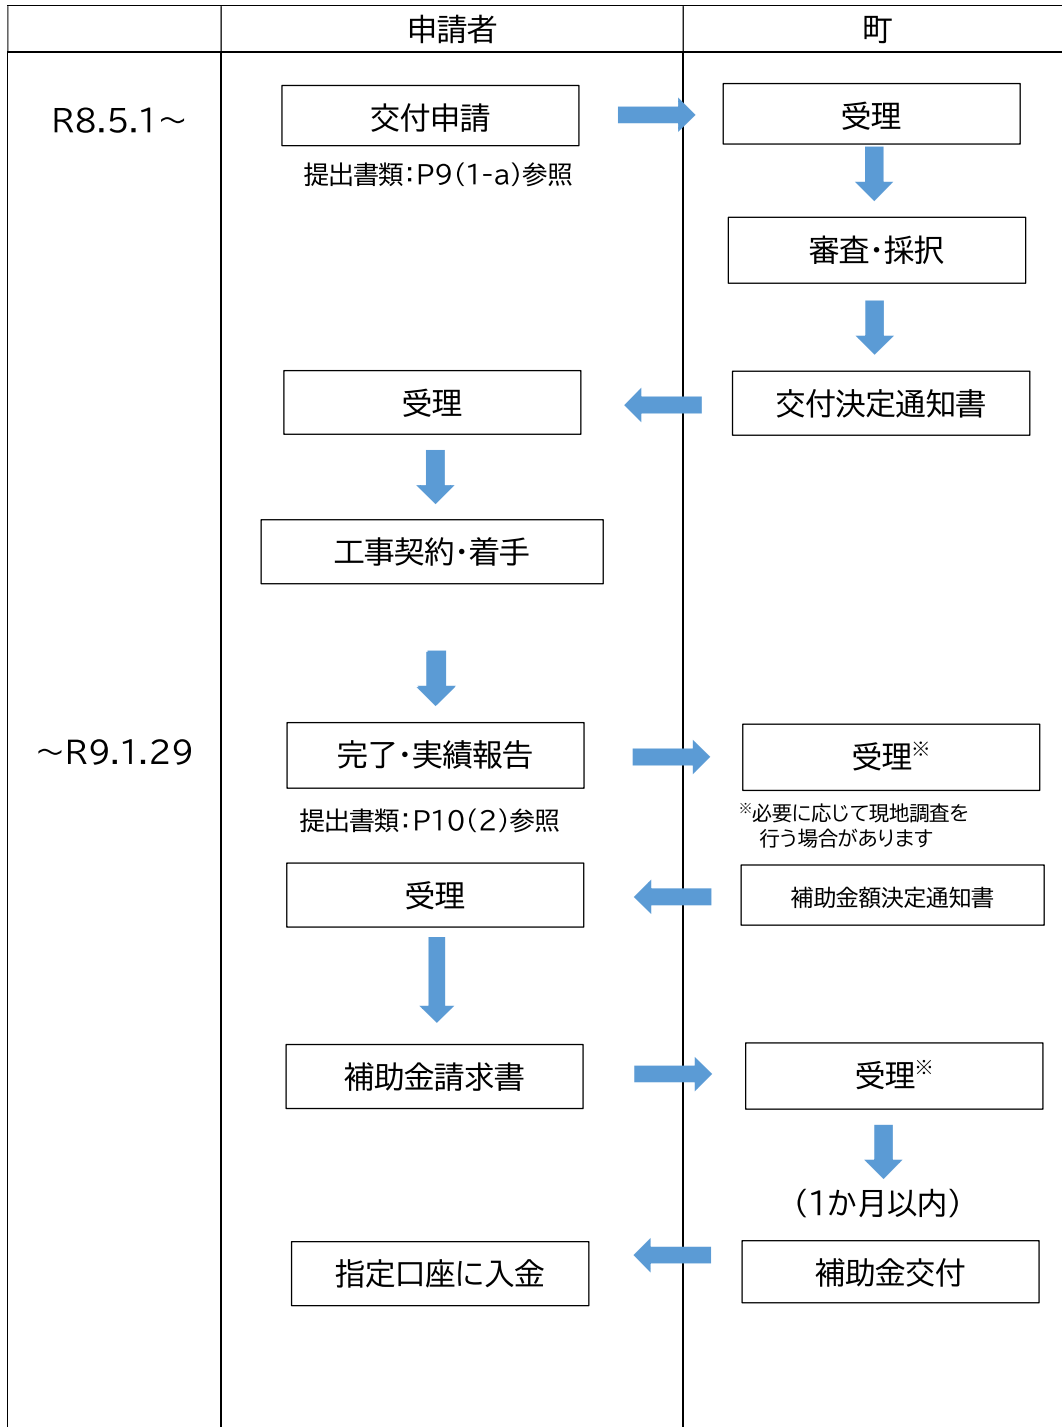 申請者
町
R8.5.1～
交付申請
受理
提出書類：P9(1-a)参照
審査・採択
受理
交付決定通知書
工事契約・着手
～R9.1.29
完了・実績報告
受理※
提出書類：P10(2)参照
※必要に応じて現地調査を
行う場合があります
受理
補助金額決定通知書
補助金請求書
受理※
(1か月以内)
指定口座に入金
補助金交付